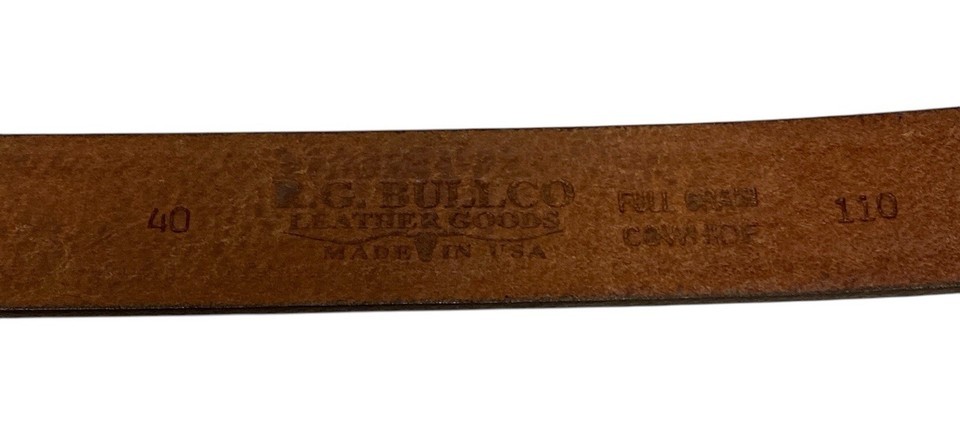 40
R.G. BULLCO
LEATHER GOODS
MADE IN USA
FULL GRAIN
COWHIDE
110